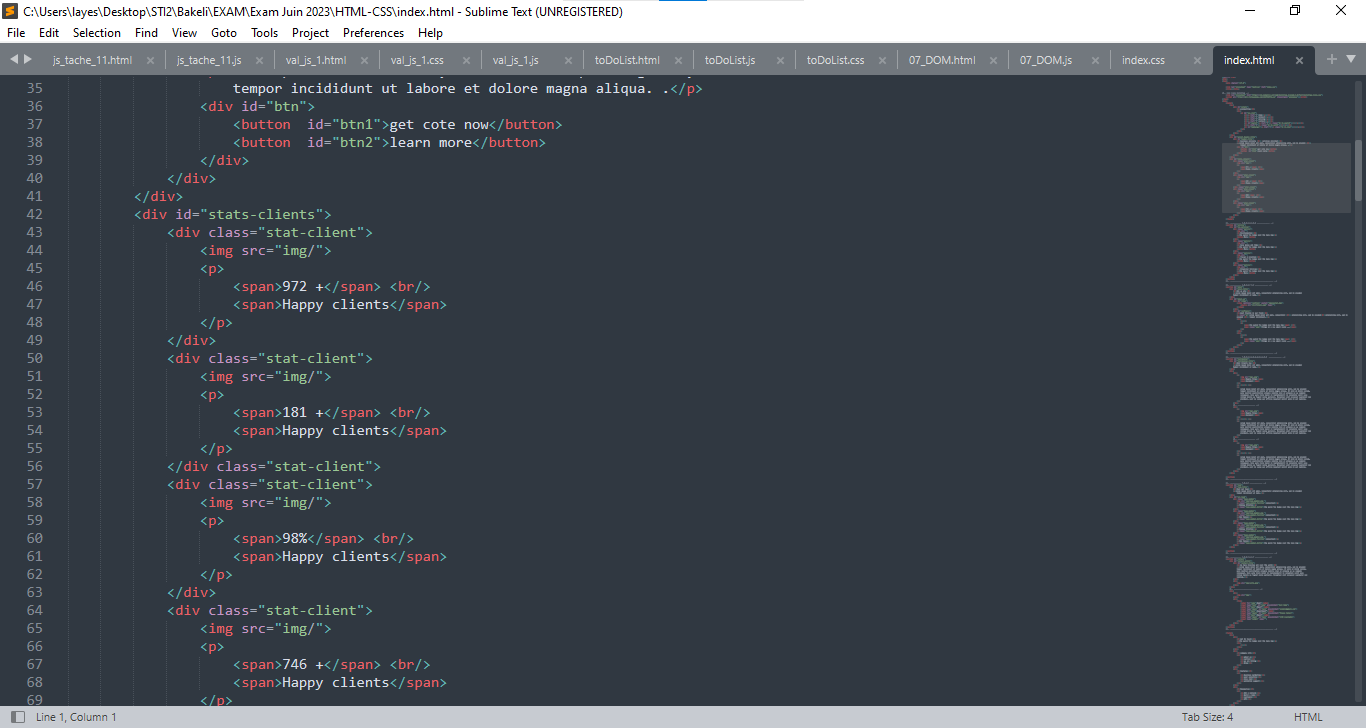 C:\Users\layes\Desktop\STI2\Bakeli\EXAM\Exam Juin 2023\HTML-CSS\index.html - Sublime Text (UNREGISTERED)
File Edit Selection Find View Goto Tools Project Preferences Help
js_tache_11.html js_tache_11.js val_js_1.html val_js_1.css val_js_1.js toDoList.html toDoList.js toDoList.css 07_DOM.html 07_DOM.js index.css index.html
35 tempor incididunt ut labore et dolore magna aliqua. .</p>
36 <div id="btn">
37 <button  id="btn1">get cote now</button>
38 <button  id="btn2">learn more</button>
39 </div>
40 </div>
41 </div>
42 <div id="stats-clients">
43 <div class="stat-client">
44 <img src="img/">
45 <p>
46 <span>972 +</span> <br/>
47 <span>Happy clients</span>
48 </p>
49 </div>
50 <div class="stat-client">
51 <img src="img/">
52 <p>
53 <span>181 +</span> <br/>
54 <span>Happy clients</span>
55 </p>
56 </div class="stat-client">
57 <div class="stat-client">
58 <img src="img/">
59 <p>
60 <span>98%</span> <br/>
61 <span>Happy clients</span>
62 </p>
63 </div>
64 <div class="stat-client">
65 <img src="img/">
66 <p>
67 <span>746 +</span> <br/>
68 <span>Happy clients</span>
69 </p>
Line 1, Column 1 Tab Size: 4 HTML